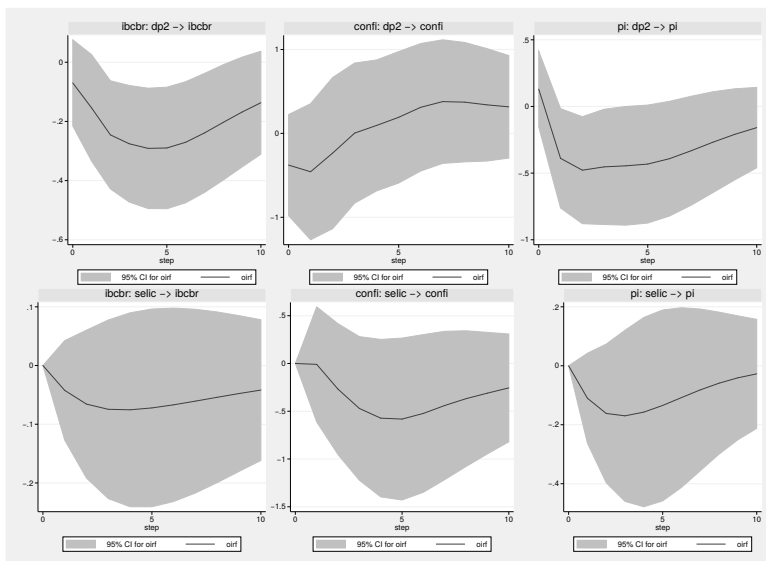 ibcbr: dp2 −> ibcbr
0
−.2
−.4
−.6
0 5 10
step
95% CI for oirf oirf
confi: dp2 −> confi
1
0
−1
0 5 10
step
95% CI for oirf oirf
pi: dp2 −> pi
.5
0
−.5
−1
0 5 10
step
95% CI for oirf oirf
ibcbr: selic −> ibcbr
.1
0
−.1
−.2
0 5 10
step
95% CI for oirf oirf
confi: selic −> confi
.5
0
−.5
−1
−1.5
0 5 10
step
95% CI for oirf oirf
pi: selic −> pi
.2
0
−.2
−.4
0 5 10
step
95% CI for oirf oirf